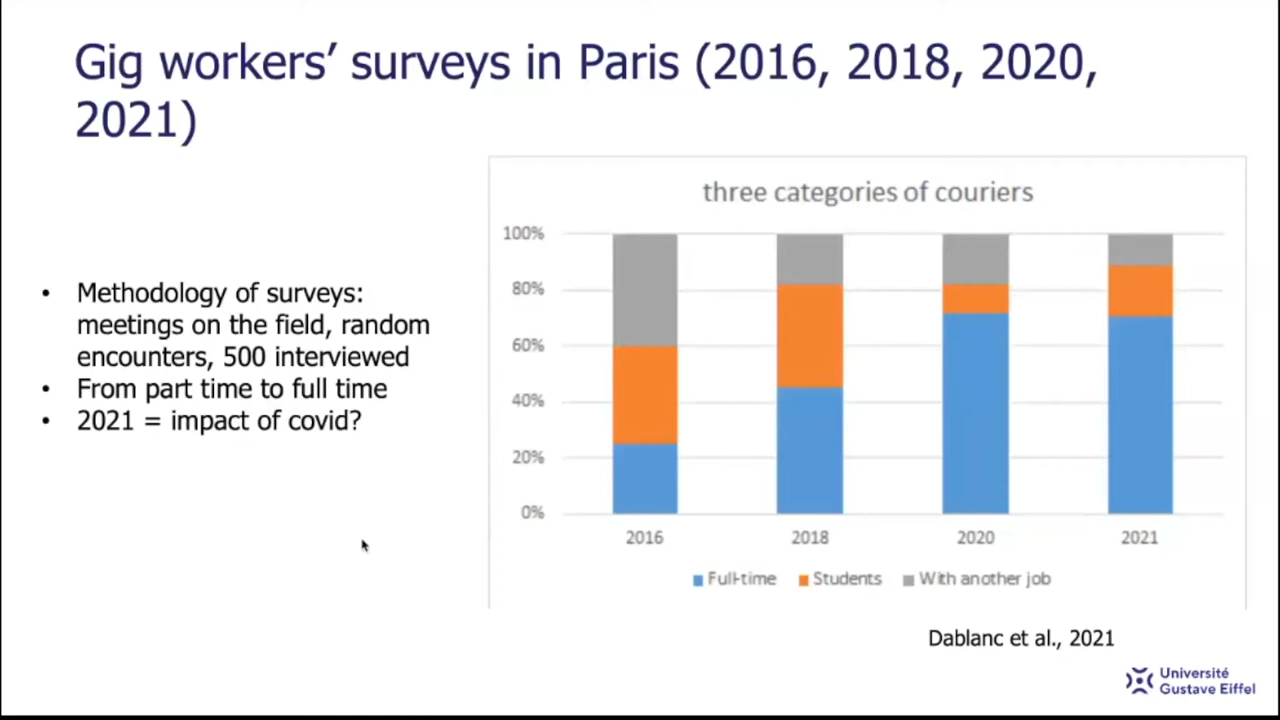 Gig workers’ surveys in Paris (2016, 2018, 2020,
2021)
• Methodology of surveys:
meetings on the field, random
encounters, 500 interviewed
• From part time to full time
• 2021 = impact of covid?
three categories of couriers
100%
80%
60%
40%
20%
0%
2016 2018 2020 2021
Full-time Students With another job
Dablanc et al., 2021
Université
Gustave Eiffel